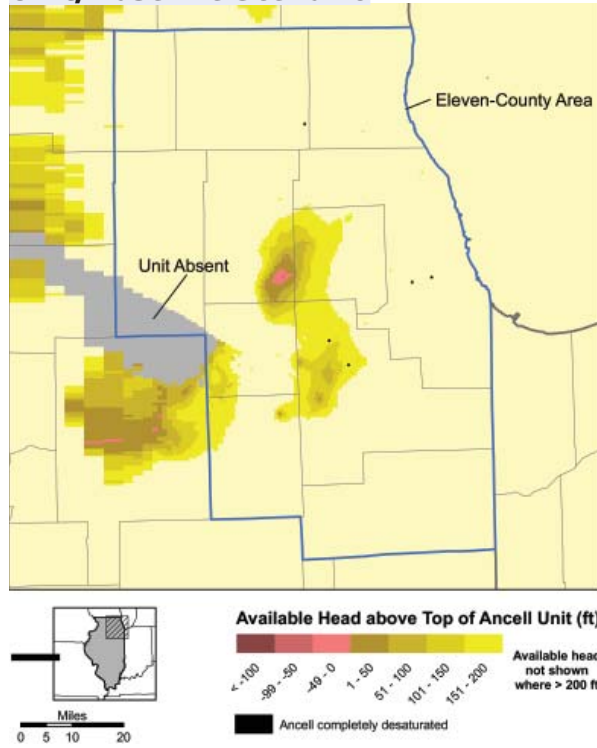 Eleven-County Area
Unit Absent
Available Head above Top of Ancell Unit (ft)
< -100
-99 - -50
-49 - 0
1 - 50
51 - 100
101 - 150
151 - 200
Available head
not shown
where > 200 ft
Miles
0 5 10 20
Ancell completely desaturated